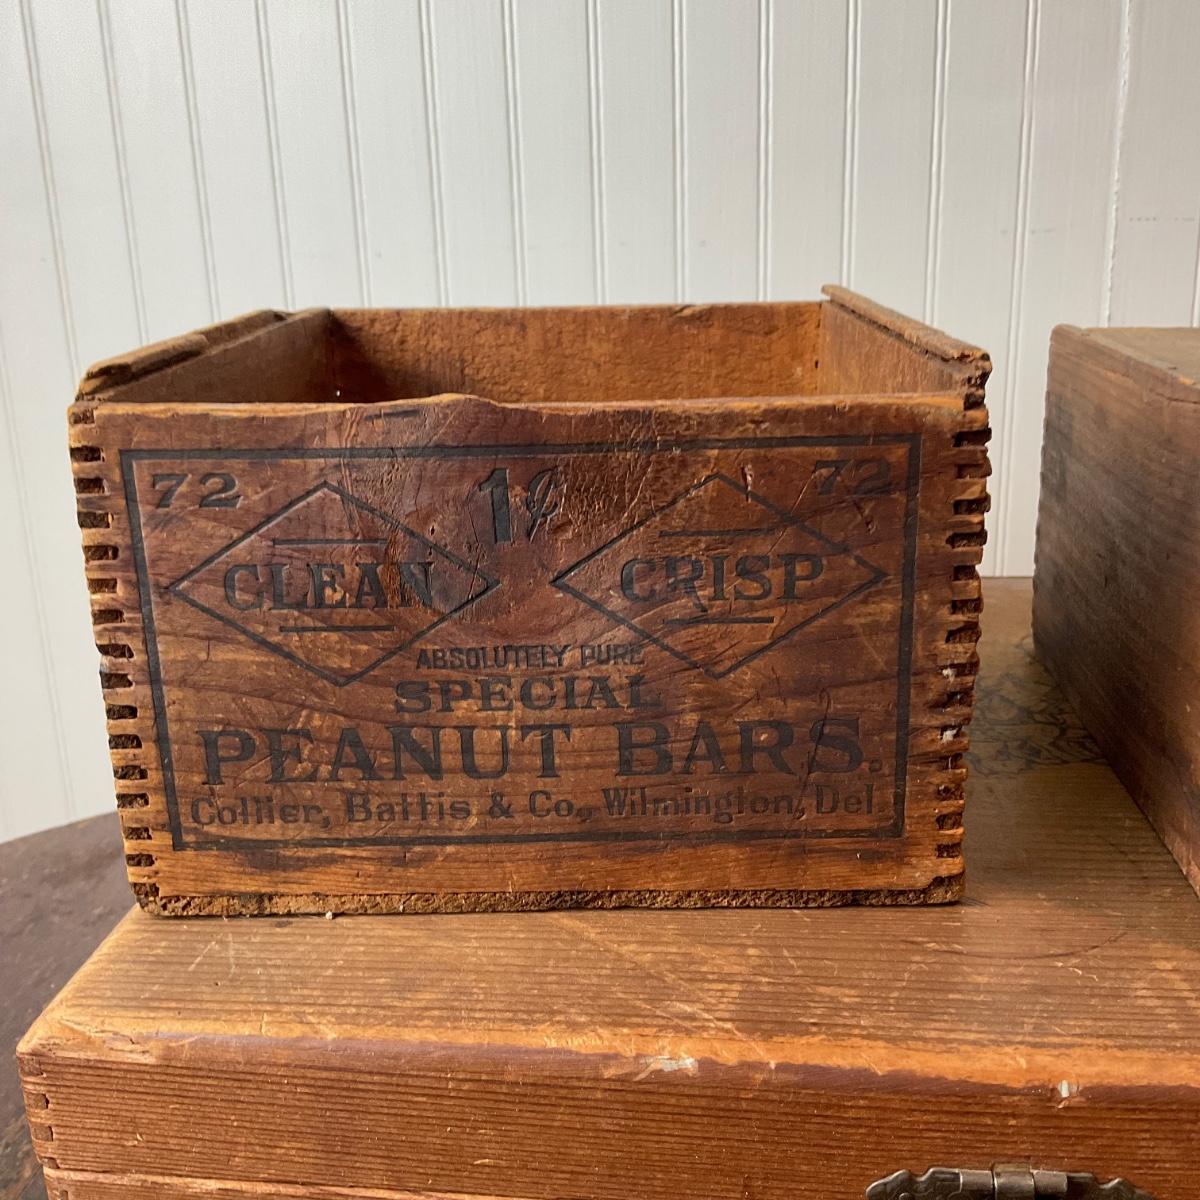 72 1¢ 72
CLEAN CRISP
ABSOLUTELY PURE
SPECIAL
PEANUT BARS.
Collier, Battis & Co., Wilmington, Del.